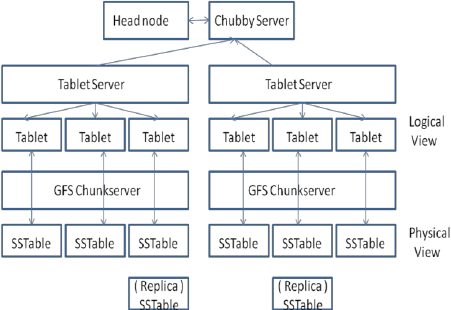 Head node Chubby Server
Tablet Server Tablet Server
Tablet Tablet Tablet Tablet Tablet Tablet Logical
View
GFS Chunkserver GFS Chunkserver
SSTable SSTable SSTable SSTable SSTable SSTable Physical
View
( Replica ) ( Replica )
SSTable SSTable